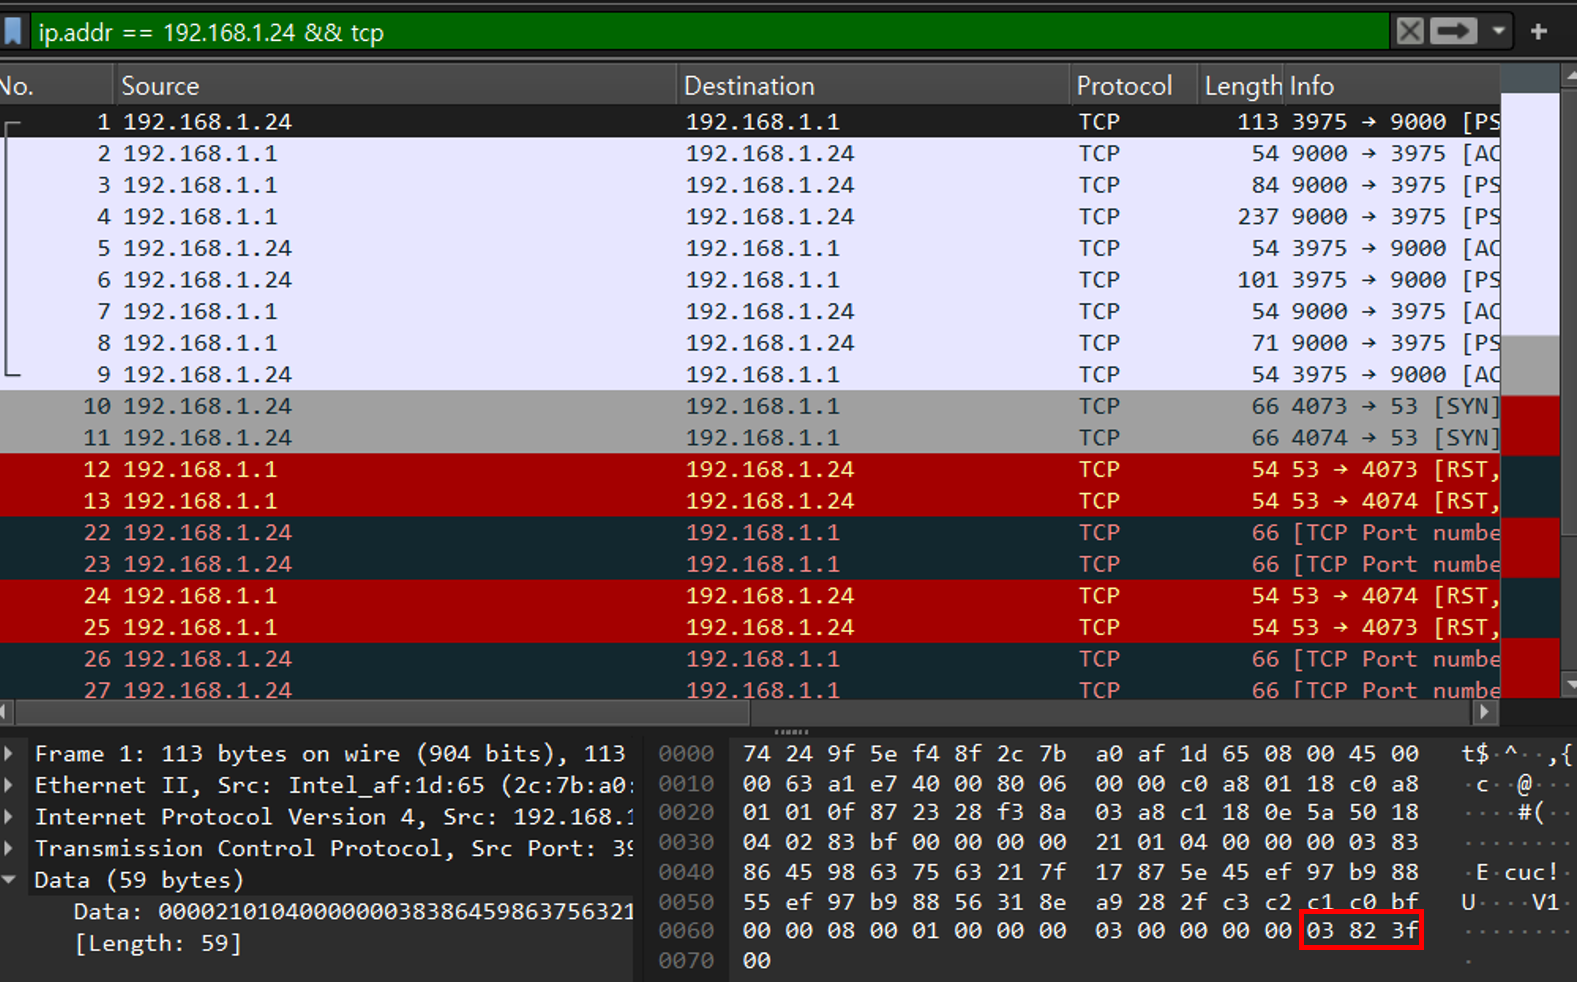 ip.addr == 192.168.1.24 && tcp
No. Source Destination Protocol Length Info
1 192.168.1.24 192.168.1.1 TCP 113 3975 → 9000 [PS
2 192.168.1.1 192.168.1.24 TCP 54 9000 → 3975 [AC
3 192.168.1.1 192.168.1.24 TCP 84 9000 → 3975 [PS
4 192.168.1.1 192.168.1.24 TCP 237 9000 → 3975 [PS
5 192.168.1.24 192.168.1.1 TCP 54 3975 → 9000 [AC
6 192.168.1.24 192.168.1.1 TCP 101 3975 → 9000 [PS
7 192.168.1.1 192.168.1.24 TCP 54 9000 → 3975 [AC
8 192.168.1.1 192.168.1.24 TCP 71 9000 → 3975 [PS
9 192.168.1.24 192.168.1.1 TCP 54 3975 → 9000 [AC
10 192.168.1.24 192.168.1.1 TCP 66 4073 → 53 [SYN]
11 192.168.1.24 192.168.1.1 TCP 66 4074 → 53 [SYN]
12 192.168.1.1 192.168.1.24 TCP 54 53 → 4073 [RST,
13 192.168.1.1 192.168.1.24 TCP 54 53 → 4074 [RST,
22 192.168.1.24 192.168.1.1 TCP 66 [TCP Port numbe
23 192.168.1.24 192.168.1.1 TCP 66 [TCP Port numbe
24 192.168.1.1 192.168.1.24 TCP 54 53 → 4074 [RST,
25 192.168.1.1 192.168.1.24 TCP 54 53 → 4073 [RST,
26 192.168.1.24 192.168.1.1 TCP 66 [TCP Port numbe
27 192.168.1.24 192.168.1.1 TCP 66 [TCP Port numbe
Frame 1: 113 bytes on wire (904 bits), 113
Ethernet II, Src: Intel_af:1d:65 (2c:7b:a0:
Internet Protocol Version 4, Src: 192.168.1
Transmission Control Protocol, Src Port: 39
Data (59 bytes)
Data: 0000210104000000038386459863756321
[Length: 59]
0000 74 24 9f 5e f4 8f 2c 7b a0 af 1d 65 08 00 45 00 t$·^··,{
0010 00 63 a1 e7 40 00 80 06 00 00 c0 a8 01 18 c0 a8 ·c··@···
0020 01 01 0f 87 23 28 f3 8a 03 a8 c1 18 0e 5a 50 18 ····#(··
0030 04 02 83 bf 00 00 00 00 21 01 04 00 00 00 03 83 ········
0040 86 45 98 63 75 63 21 7f 17 87 5e 45 ef 97 b9 88 ·E·cuc!·
0050 55 ef 97 b9 88 56 31 8e a9 28 2f c3 c2 c1 c0 bf U····V1·
0060 00 00 08 00 01 00 00 00 03 00 00 00 00 03 82 3f ········
0070 00 ·